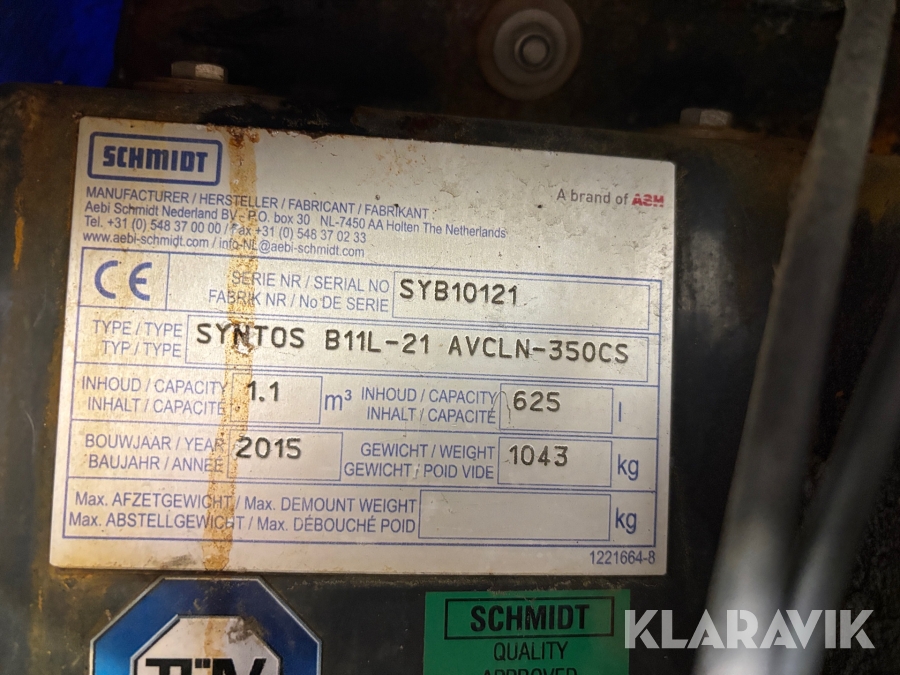 SCHMIDT
A brand of ASH
MANUFACTURER / HERSTELLER / FABRICANT / FABRIKANT
Aebi Schmidt Nederland BV - P.O. box 30 NL-7450 AA Holten The Netherlands
Tel. +31 (0) 548 37 00 00 / Fax +31 (0) 548 37 02 33
www.aebi-schmidt.com / info-NL@aebi-schmidt.com
CE
SERIE NR / SERIAL NO
FABRIK NR / No DE SERIE
SYB10121
TYPE / TYPE
TYP / TYPE
SYNTOS B11L-21 AVCLN-350CS
INHOUD / CAPACITY
INHALT / CAPACITÉ
1.1
m³
INHOUD / CAPACITY
INHALT / CAPACITÉ
625
l
BOUWJAAR / YEAR
BAUJAHR / ANNÉE
2015
GEWICHT / WEIGHT
GEWICHT / POID VIDE
1043
kg
Max. AFZETGEWICHT / Max. DEMOUNT WEIGHT
Max. ABSTELLGEWICHT / Max. DÉBOUCHÉ POID
kg
1221664-8
TÜV
SCHMIDT
QUALITY
APPROVED
KLARAVIK